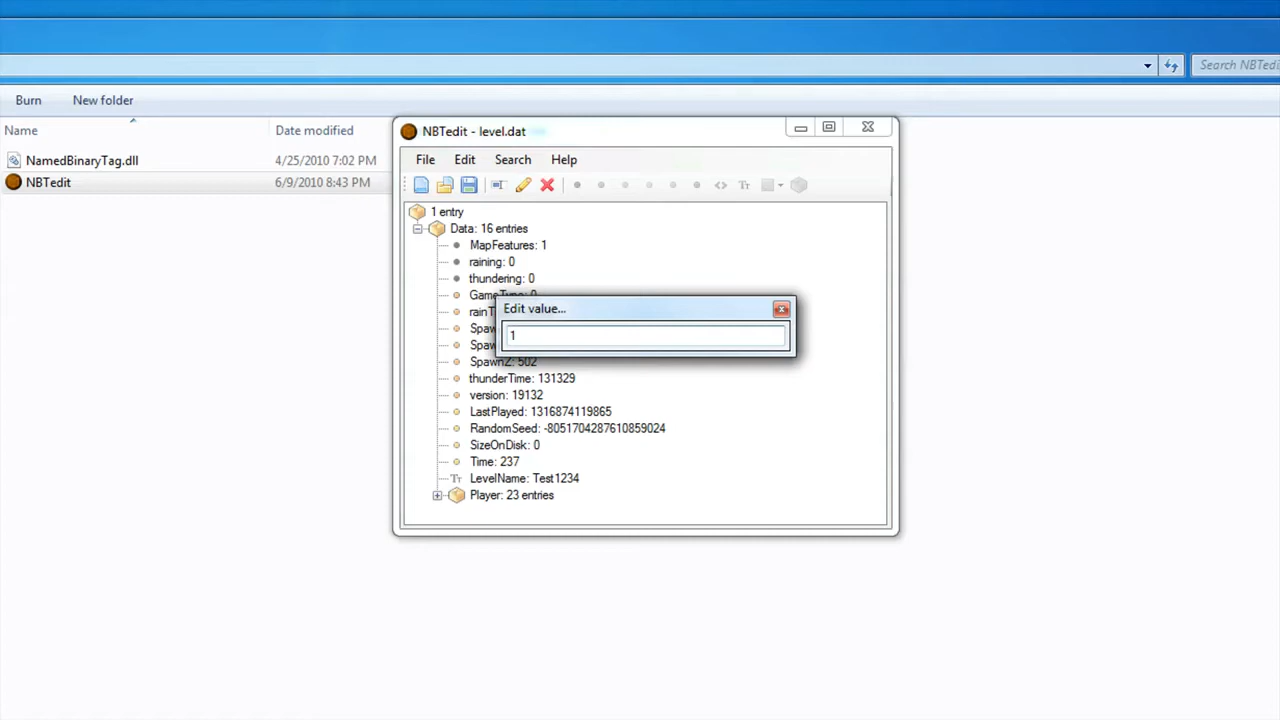 Search NBTedi
Burn New folder
Name Date modified
NamedBinaryTag.dll 4/25/2010 7:02 PM
NBTedit 6/9/2010 8:43 PM
NBTedit - level.dat
File Edit Search Help
1 entry
Data: 16 entries
MapFeatures: 1
raining: 0
thundering: 0
Edit value...
1
SpawnZ: 502
thunderTime: 131329
version: 19132
LastPlayed: 1316874119865
RandomSeed: -8051704287610859024
SizeOnDisk: 0
Time: 237
LevelName: Test1234
Player: 23 entries